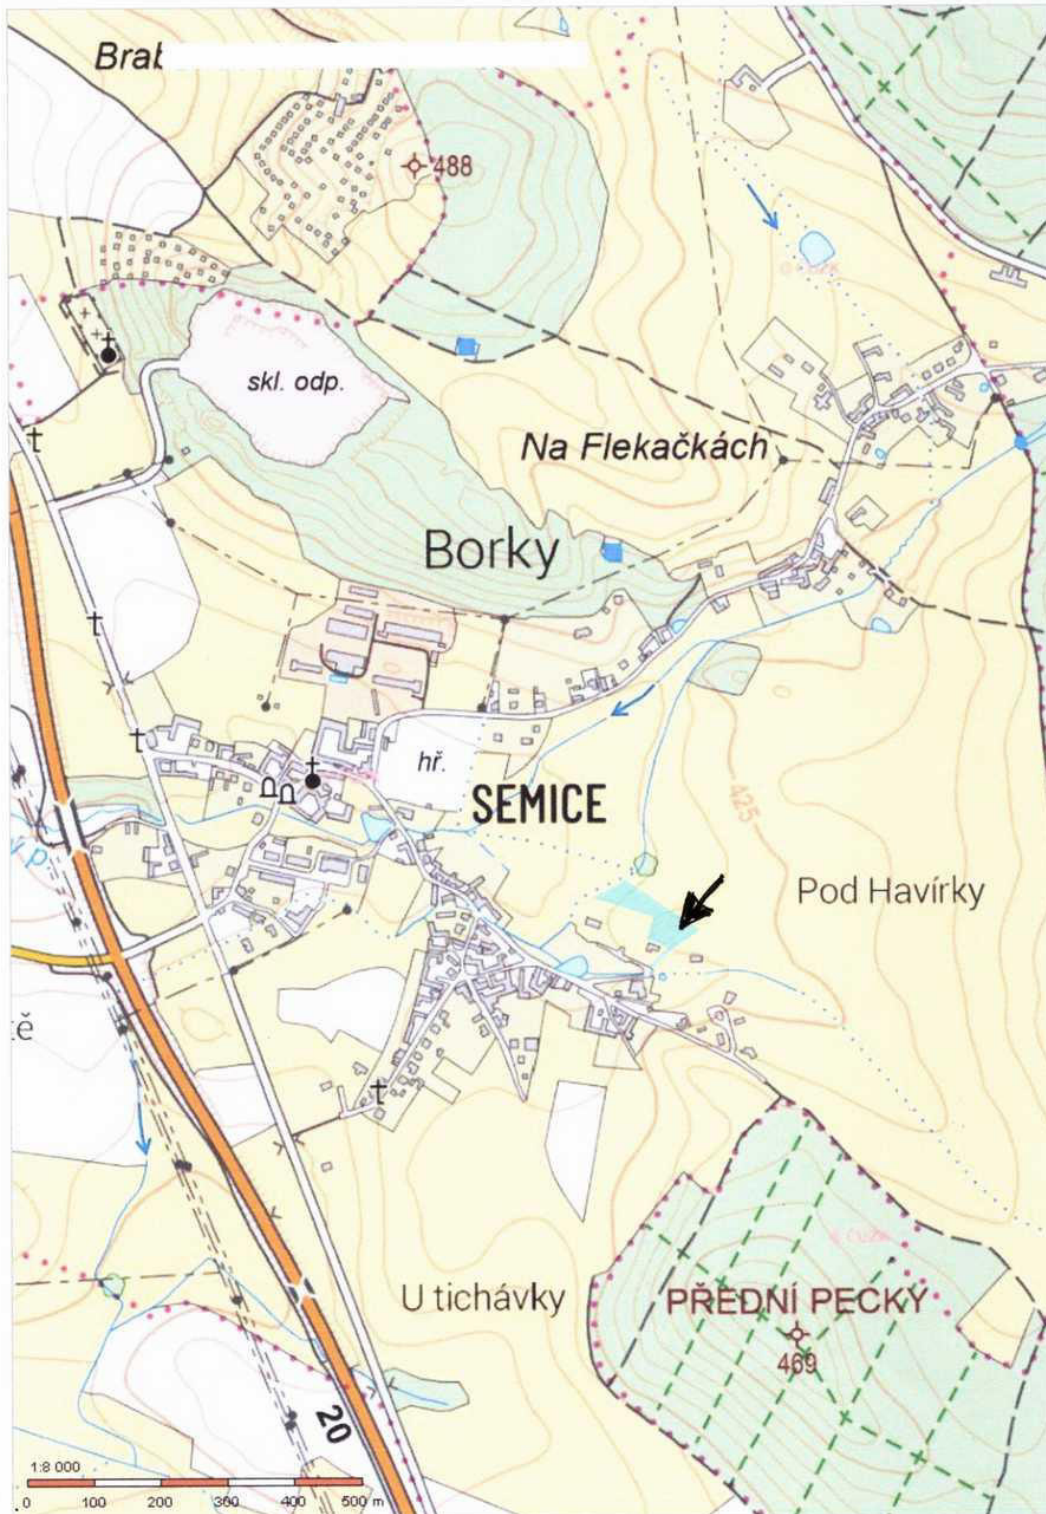 Brab
488
skl. odp.
Na Flekačkách
Borky
hř.
SEMICE
425
Pod Havírky
p.
ě
U tichávky
PŘEDNÍ PECKY
469
20
1:8 000
0 100 200 300 400 500 m